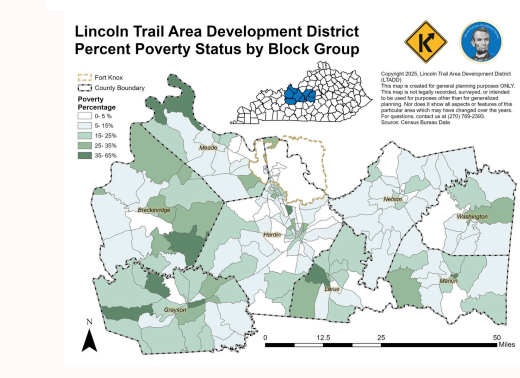 Lincoln Trail Area Development District
Percent Poverty Status by Block Group
Copyright 2025, Lincoln Trail Area Development District
(LTADD)
This map is created for general planning purposes ONLY.
This map is not legally recorded, surveyed, or intended
to be used for purposes other than for generalized
planning. Nor does it show all aspects or features of this
particular area which may have changed over the years.
For questions, contact us at (270) 769-2393.
Source: Census Bureau Data
Fort Knox
County Boundary
Poverty
Percentage
0- 5 %
5- 15%
15- 25%
25- 35%
35- 65%
Meade
Breckinridge
Hardin
Nelson
Washington
Marion
Larue
Grayson
N
0 12.5 25 50
Miles